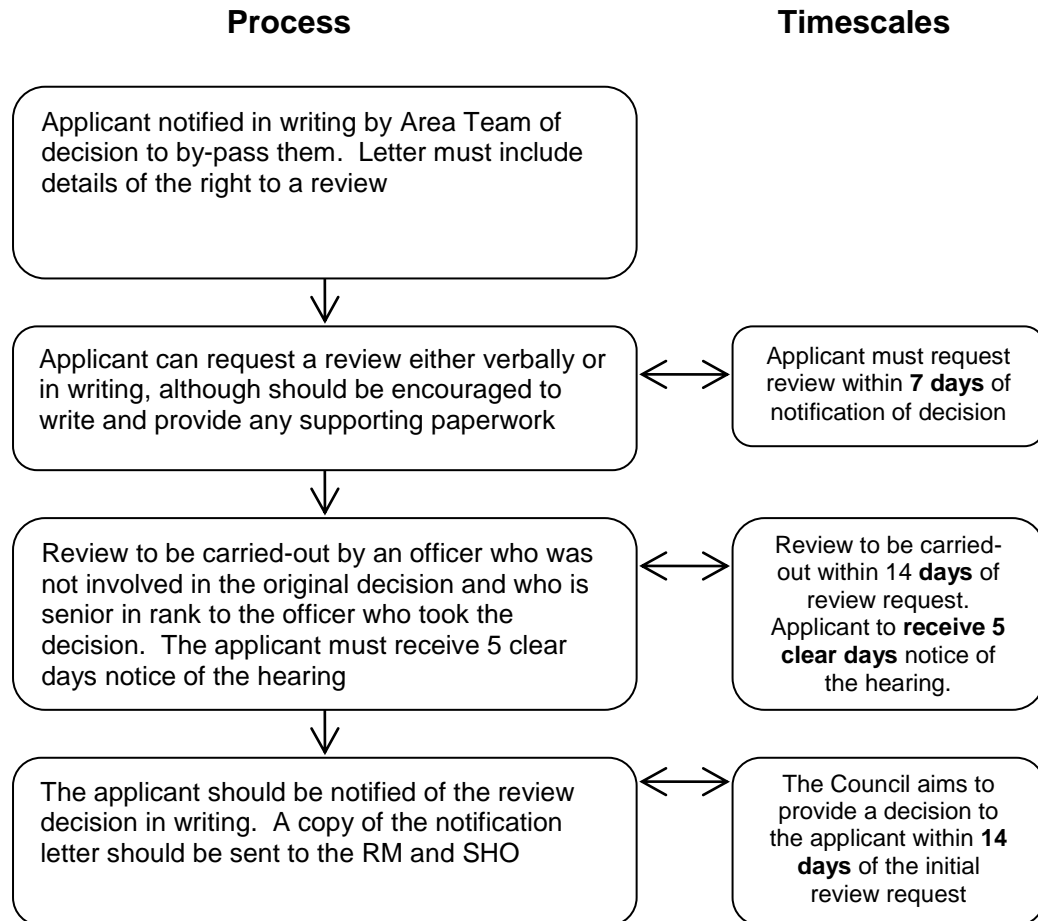 Process
Timescales
Applicant notified in writing by Area Team of
decision to by-pass them.  Letter must include
details of the right to a review
Applicant can request a review either verbally or
in writing, although should be encouraged to
write and provide any supporting paperwork
Applicant must request
review within 7 days of
notification of decision
Review to be carried-out by an officer who was
not involved in the original decision and who is
senior in rank to the officer who took the
decision.  The applicant must receive 5 clear
days notice of the hearing
Review to be carried-
out within 14 days of
review request.
Applicant to receive 5
clear days notice of
the hearing.
The applicant should be notified of the review
decision in writing.  A copy of the notification
letter should be sent to the RM and SHO
The Council aims to
provide a decision to
the applicant within 14
days of the initial
review request